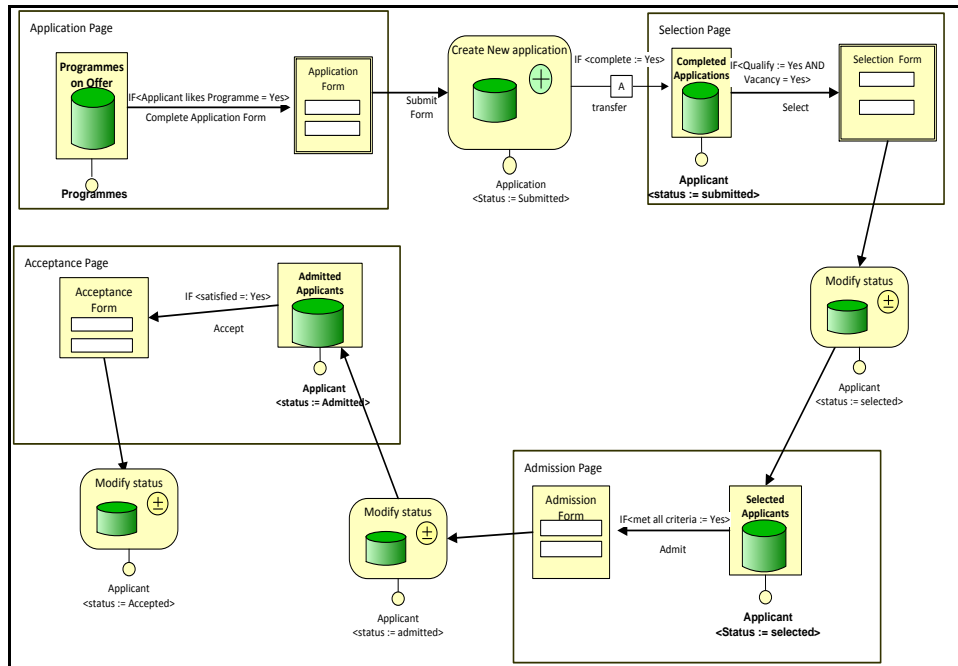 Application Page
Programmes
on Offer
IF<Applicant likes Programme = Yes>
Complete Application Form
Application
Form
Programmes
Submit
Form
Create New application
Application
<Status := Submitted>
IF <complete := Yes>
A
transfer
Selection Page
Completed
Applications
IF<Qualify := Yes AND
Vacancy = Yes>
Select
Selection Form
Applicant
<status := submitted>
Modify status
Applicant
<status := selected>
Acceptance Page
Acceptance
Form
IF <satisfied =: Yes>
Accept
Admitted
Applicants
Applicant
<status := Admitted>
Modify status
Applicant
<status := Accepted>
Modify status
Applicant
<status := admitted>
Admission Page
Admission
Form
IF<met all criteria := Yes>
Admit
Selected
Applicants
Applicant
<Status := selected>